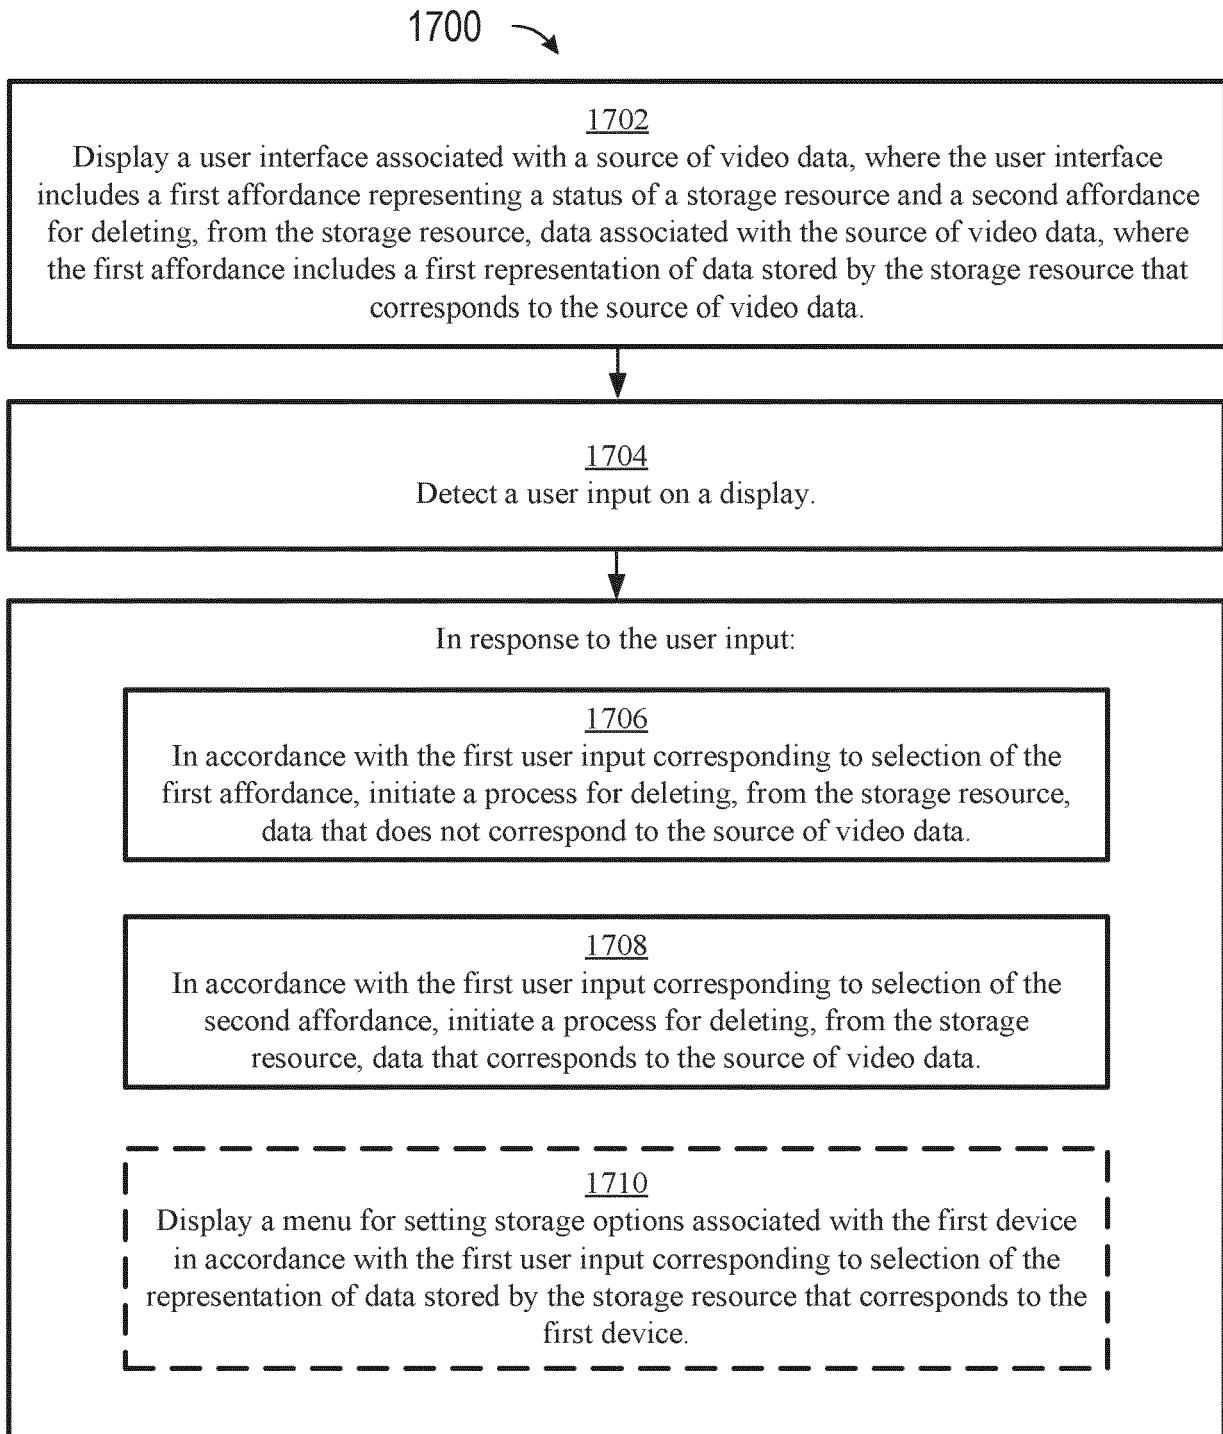 1700
1702
Display a user interface associated with a source of video data, where the user interface
includes a first affordance representing a status of a storage resource and a second affordance
for deleting, from the storage resource, data associated with the source of video data, where
the first affordance includes a first representation of data stored by the storage resource that
corresponds to the source of video data.
1704
Detect a user input on a display.
In response to the user input:
1706
In accordance with the first user input corresponding to selection of the
first affordance, initiate a process for deleting, from the storage resource,
data that does not correspond to the source of video data.
1708
In accordance with the first user input corresponding to selection of the
second affordance, initiate a process for deleting, from the storage
resource, data that corresponds to the source of video data.
1710
Display a menu for setting storage options associated with the first device
in accordance with the first user input corresponding to selection of the
representation of data stored by the storage resource that corresponds to the
first device.